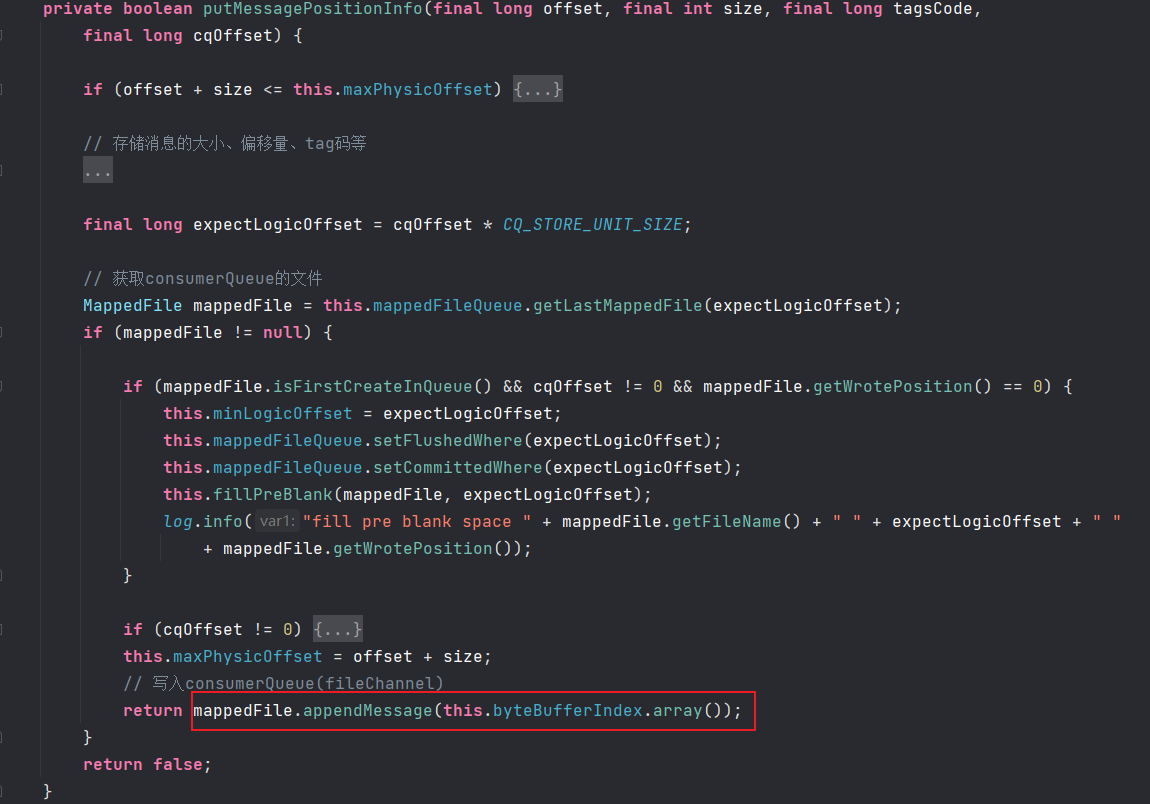 private boolean putMessagePositionInfo(final long offset, final int size, final long tagsCode,
    final long cqOffset) {

    if (offset + size <= this.maxPhysicOffset) {...}

    // 存储消息的大小、偏移量、tag码等
    ...

    final long expectLogicOffset = cqOffset * CQ_STORE_UNIT_SIZE;

    // 获取consumerQueue的文件
    MappedFile mappedFile = this.mappedFileQueue.getLastMappedFile(expectLogicOffset);
    if (mappedFile != null) {

        if (mappedFile.isFirstCreateInQueue() && cqOffset != 0 && mappedFile.getWrotePosition() == 0) {
            this.minLogicOffset = expectLogicOffset;
            this.mappedFileQueue.setFlushedWhere(expectLogicOffset);
            this.mappedFileQueue.setCommittedWhere(expectLogicOffset);
            this.fillPreBlank(mappedFile, expectLogicOffset);
            log.info( var1: "fill pre blank space " + mappedFile.getFileName() + " " + expectLogicOffset + " "
                + mappedFile.getWrotePosition());
        }

        if (cqOffset != 0) {...}
        this.maxPhysicOffset = offset + size;
        // 写入consumerQueue(fileChannel)
        return mappedFile.appendMessage(this.byteBufferIndex.array());
    }
    return false;
}